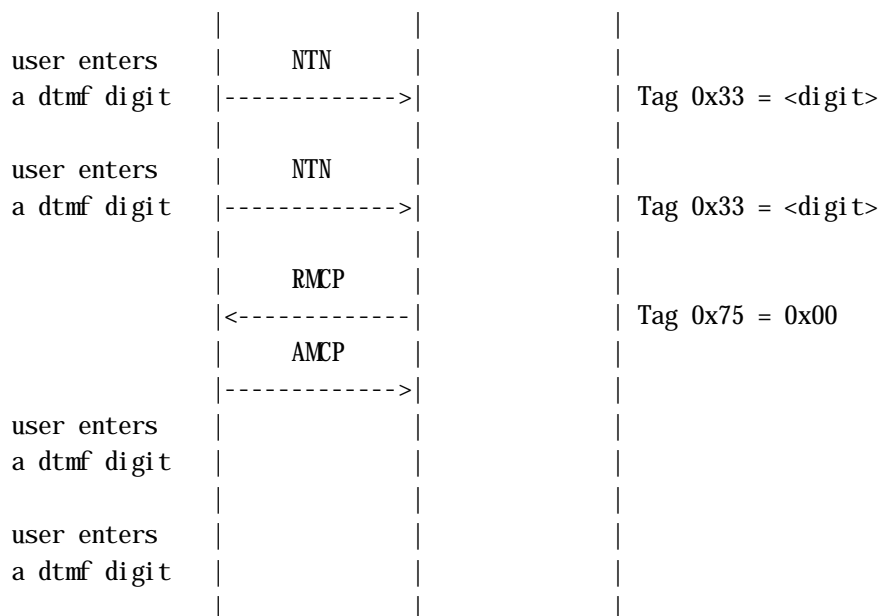 | | |
user enters | NTN | |
a dtmf digit |------------->| | Tag 0x33 = <digit>
| | |
user enters | NTN | |
a dtmf digit |------------->| | Tag 0x33 = <digit>
| | |
| RMCP | |
|<-------------| | Tag 0x75 = 0x00
| AMCP | |
|------------->| |
user enters | | |
a dtmf digit | | |
| | |
user enters | | |
a dtmf digit | | |
| | |